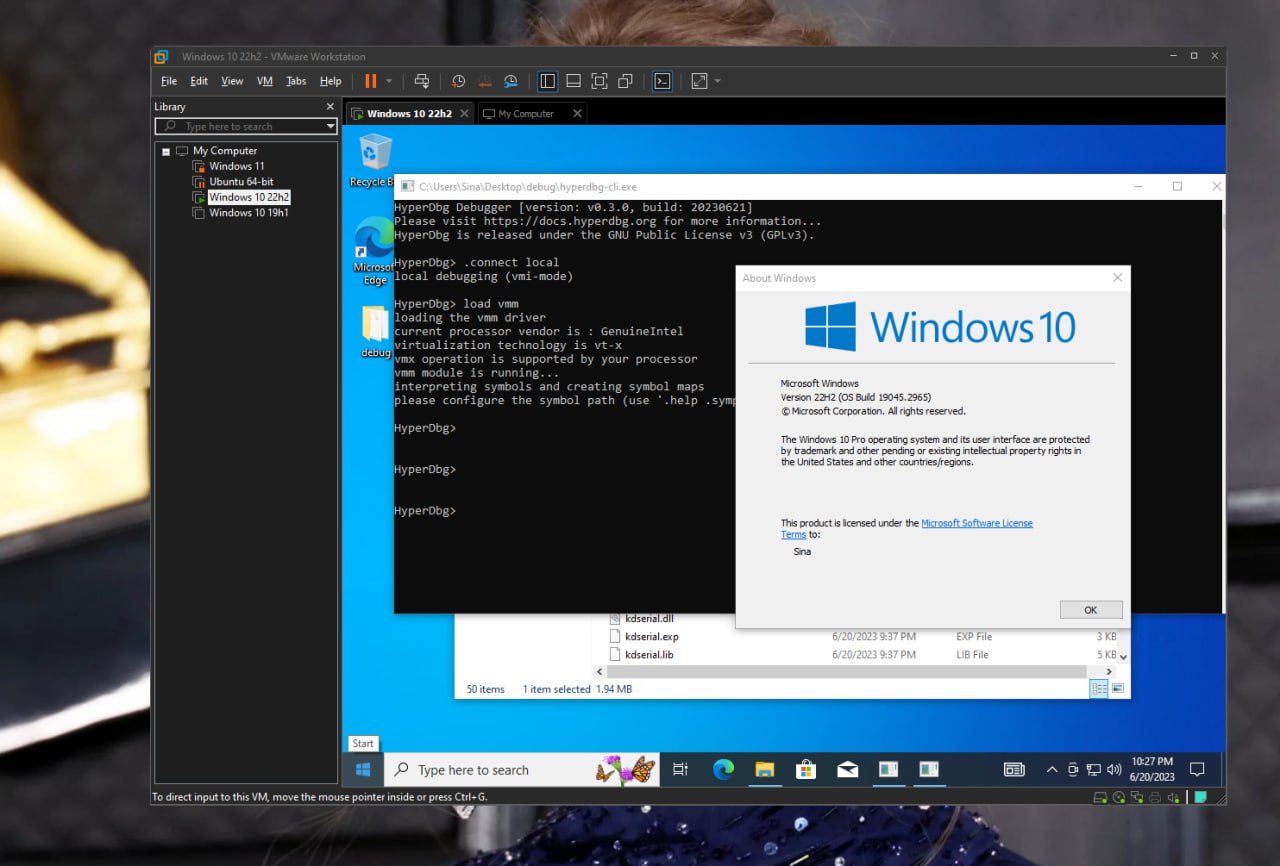 Windows 10 22h2 - VMware Workstation
File Edit View VM Tabs Help
Library
Type here to search
My Computer
Windows 11
Ubuntu 64-bit
Windows 10 22h2
Windows 10 19h1
Windows 10 22h2
My Computer
Recycle B
Microsof
Edge
debug
C:\Users\Sina\Desktop\debug\hyperdbg-cli.exe
HyperDbg Debugger [version: v0.3.0, build: 20230621]
Please visit https://docs.hyperdbg.org for more information...
HyperDbg is released under the GNU Public License v3 (GPLv3).
HyperDbg> .connect local
local debugging (vmi-mode)
HyperDbg> load vmm
loading the vmm driver
current processor vendor is : GenuineIntel
virtualization technology is vt-x
vmx operation is supported by your processor
vmm module is running...
interpreting symbols and creating symbol maps
please configure the symbol path (use '.help .symp
HyperDbg>
HyperDbg>
HyperDbg>
About Windows
Windows 10
Microsoft Windows
Version 22H2 (OS Build 19045.2965)
© Microsoft Corporation. All rights reserved.
The Windows 10 Pro operating system and its user interface are protected
by trademark and other pending or existing intellectual property rights in
the United States and other countries/regions.
This product is licensed under the Microsoft Software License
Terms to:
Sina
OK
kdserial.dll
kdserial.exp 6/20/2023 9:37 PM EXP File 3 KB
kdserial.lib 6/20/2023 9:37 PM LIB File 5 KB
50 items 1 item selected 1.94 MB
Start
Type here to search
10:27 PM
6/20/2023
To direct input to this VM, move the mouse pointer inside or press Ctrl+G.